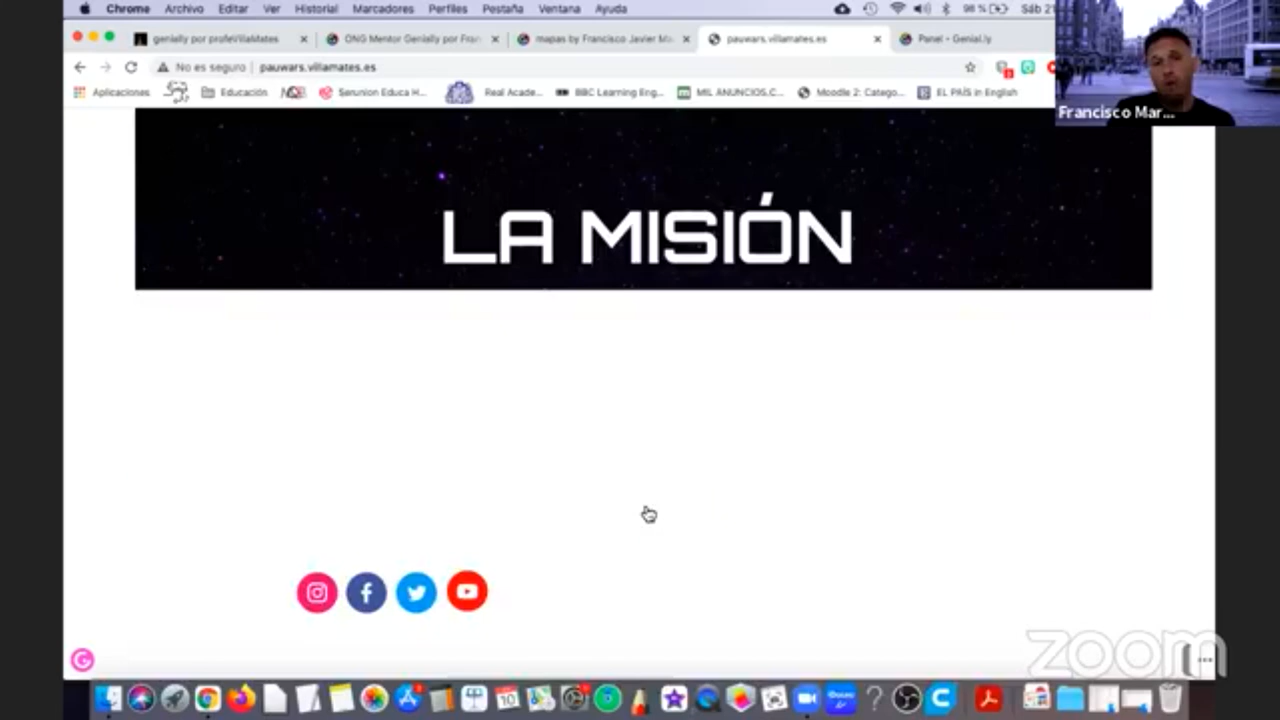 Chrome Archivo Editar Ver Historial Marcadores Perfiles Pestaña Ventana Ayuda 98 % Sáb 21
genially por profeVillaMates
ONG Mentor Genially por Fran
mapas by Francisco Javier Ma
pauwars.villamates.es
Panel - Genial.ly
No es seguro | pauwars.villamates.es
Aplicaciones Educación Serunion Educa H... Real Acade... BBC Learning Eng... MIL ANUNCIOS.C... Moodle 2: Catego... EL PAÍS in English
Francisco Mar...
LA MISIÓN
zoom